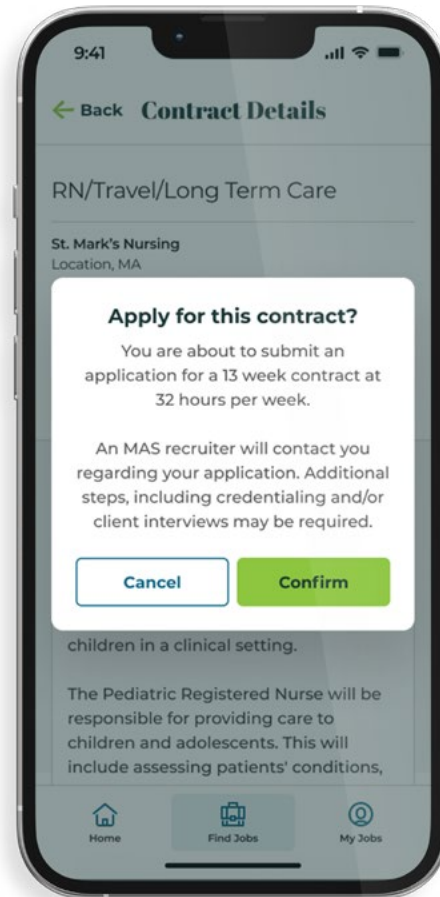 9:41
Back Contract Details
RN/Travel/Long Term Care
St. Mark's Nursing
Location, MA
Apply for this contract?
You are about to submit an
application for a 13 week contract at
32 hours per week.
An MAS recruiter will contact you
regarding your application. Additional
steps, including credentialing and/or
client interviews may be required.
Cancel Confirm
children in a clinical setting.
The Pediatric Registered Nurse will be
responsible for providing care to
children and adolescents. This will
include assessing patients' conditions,
Home Find Jobs My Jobs